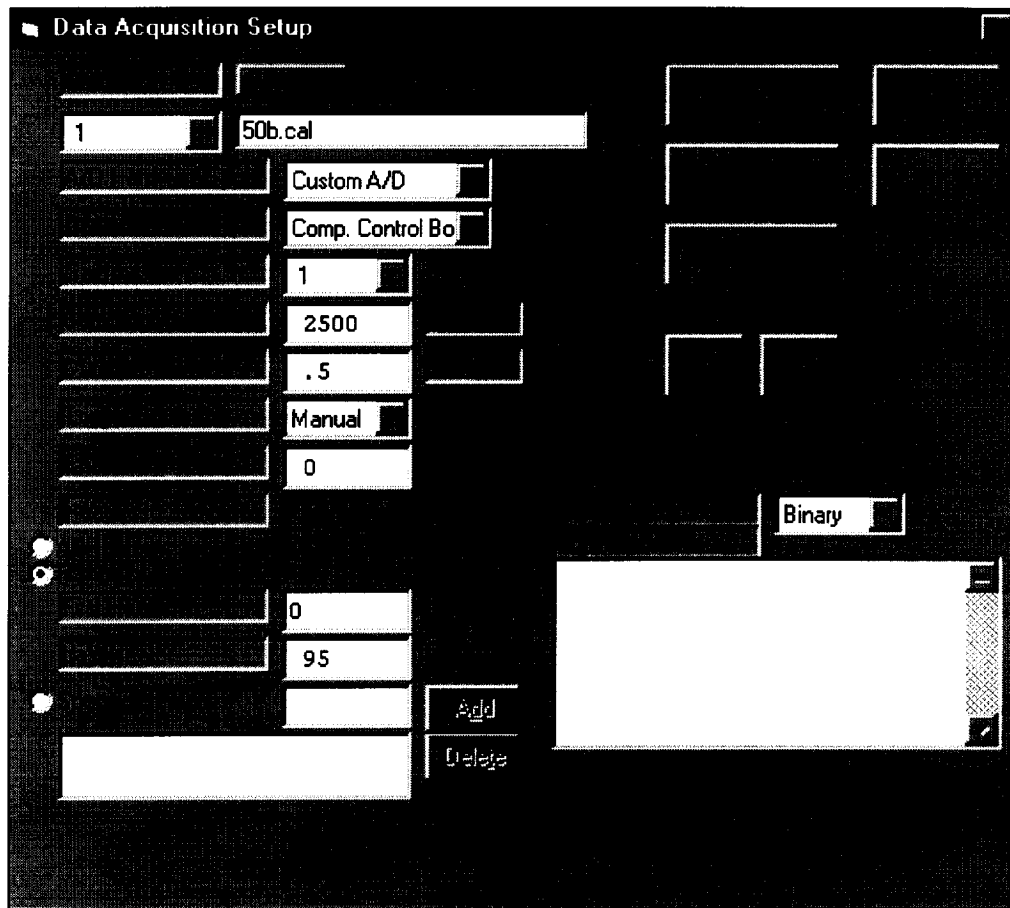 Data Acquisition Setup
1
50b.cal
Custom A/D
Comp. Control Bo
1
2500
.5
Manual
0
Binary
0
95
Add
Delete